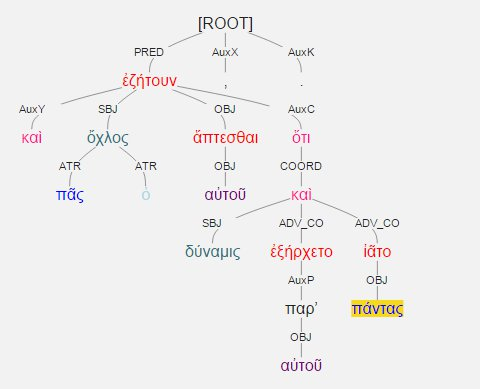 [ROOT]
PRED AuxX AuxK
ἐζήτουν , .
AuxY SBJ OBJ AuxC
καὶ ὄχλος ἅπτεσθαι ὅτι
ATR ATR OBJ COORD
πᾶς ὁ αὐτοῦ καὶ
SBJ ADV_CO ADV_CO
δύναμις ἐξήρχετο ἰᾶτο
AuxP OBJ
παρ’ πάντας
OBJ
αὐτοῦ